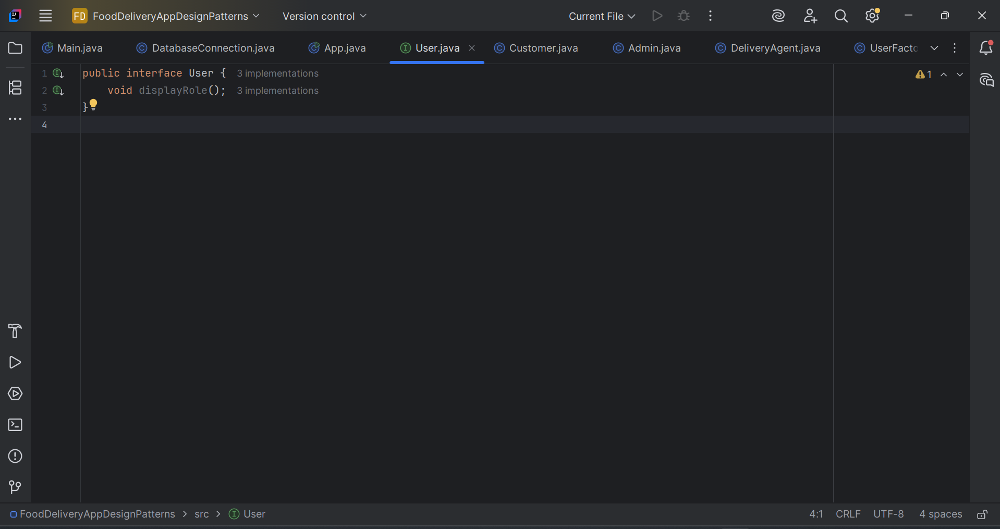 FD FoodDeliveryAppDesignPatterns Version control Current File
Main.java DatabaseConnection.java App.java User.java Customer.java Admin.java DeliveryAgent.java UserFacto
1 public interface User { 3 implementations
2 void displayRole(); 3 implementations
3 }
4
1
FoodDeliveryAppDesignPatterns > src > User 4:1 CRLF UTF-8 4 spaces